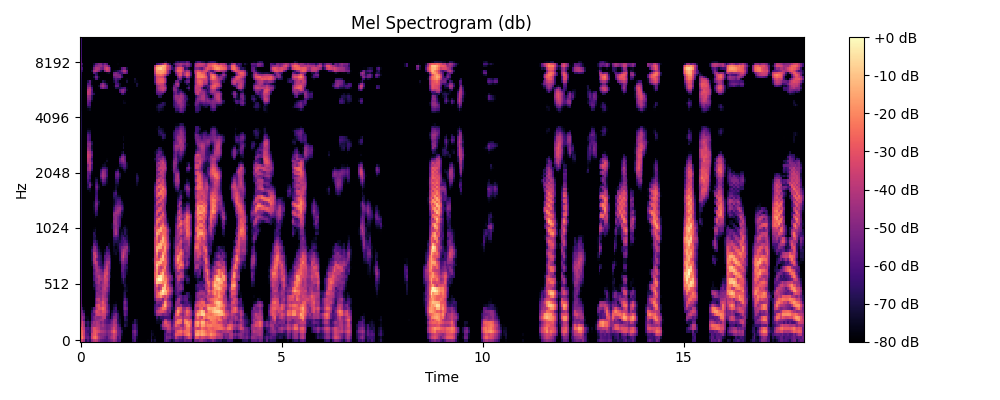 Mel Spectrogram (db)
8192
4096
2048
1024
512
0
Hz
0
5
10
15
Time
+0 dB
-10 dB
-20 dB
-30 dB
-40 dB
-50 dB
-60 dB
-70 dB
-80 dB